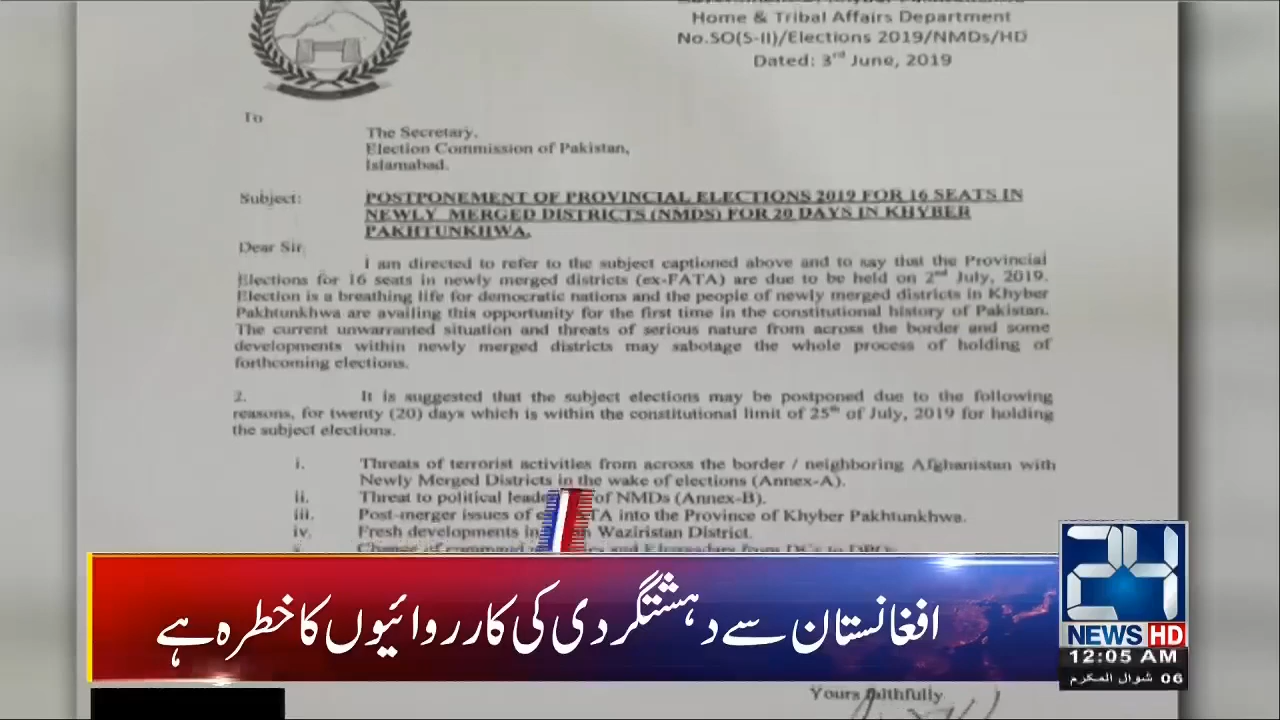 Home & Tribal Affairs Department
No.SO(S-II)/Elections 2019/NMDs/HD
Dated: 3rd June, 2019
To
The Secretary,
Election Commission of Pakistan,
Islamabad.
Subject: POSTPONEMENT OF PROVINCIAL ELECTIONS 2019 FOR 16 SEATS IN
NEWLY MERGED DISTRICTS (NMDS) FOR 20 DAYS IN KHYBER
PAKHTUNKHWA.
Dear Sir,
I am directed to refer to the subject captioned above and to say that the Provincial
Elections for 16 seats in newly merged districts (ex-FATA) are due to be held on 2nd July, 2019.
Election is a breathing life for democratic nations and the people of newly merged districts in Khyber
Pakhtunkhwa are availing this opportunity for the first time in the constitutional history of Pakistan.
The current unwarranted situation and threats of serious nature from across the border and some
developments within newly merged districts may sabotage the whole process of holding of
forthcoming elections.
2. It is suggested that the subject elections may be postponed due to the following
reasons, for twenty (20) days which is within the constitutional limit of 25th of July, 2019 for holding
the subject elections.
i. Threats of terrorist activities from across the border / neighboring Afghanistan with
Newly Merged Districts in the wake of elections (Annex-A).
ii. Threat to political of NMDs (Annex-B).
iii. Post-merger issues of into the Province of Khyber Pakhtunkhwa.
iv. Fresh developments in Waziristan District.
افغانستان سے دہشتگردی کی کارروائیوں کا خطرہ ہے
24
NEWS HD
12:05 AM
06 شوال المکرم
Yours faithfully